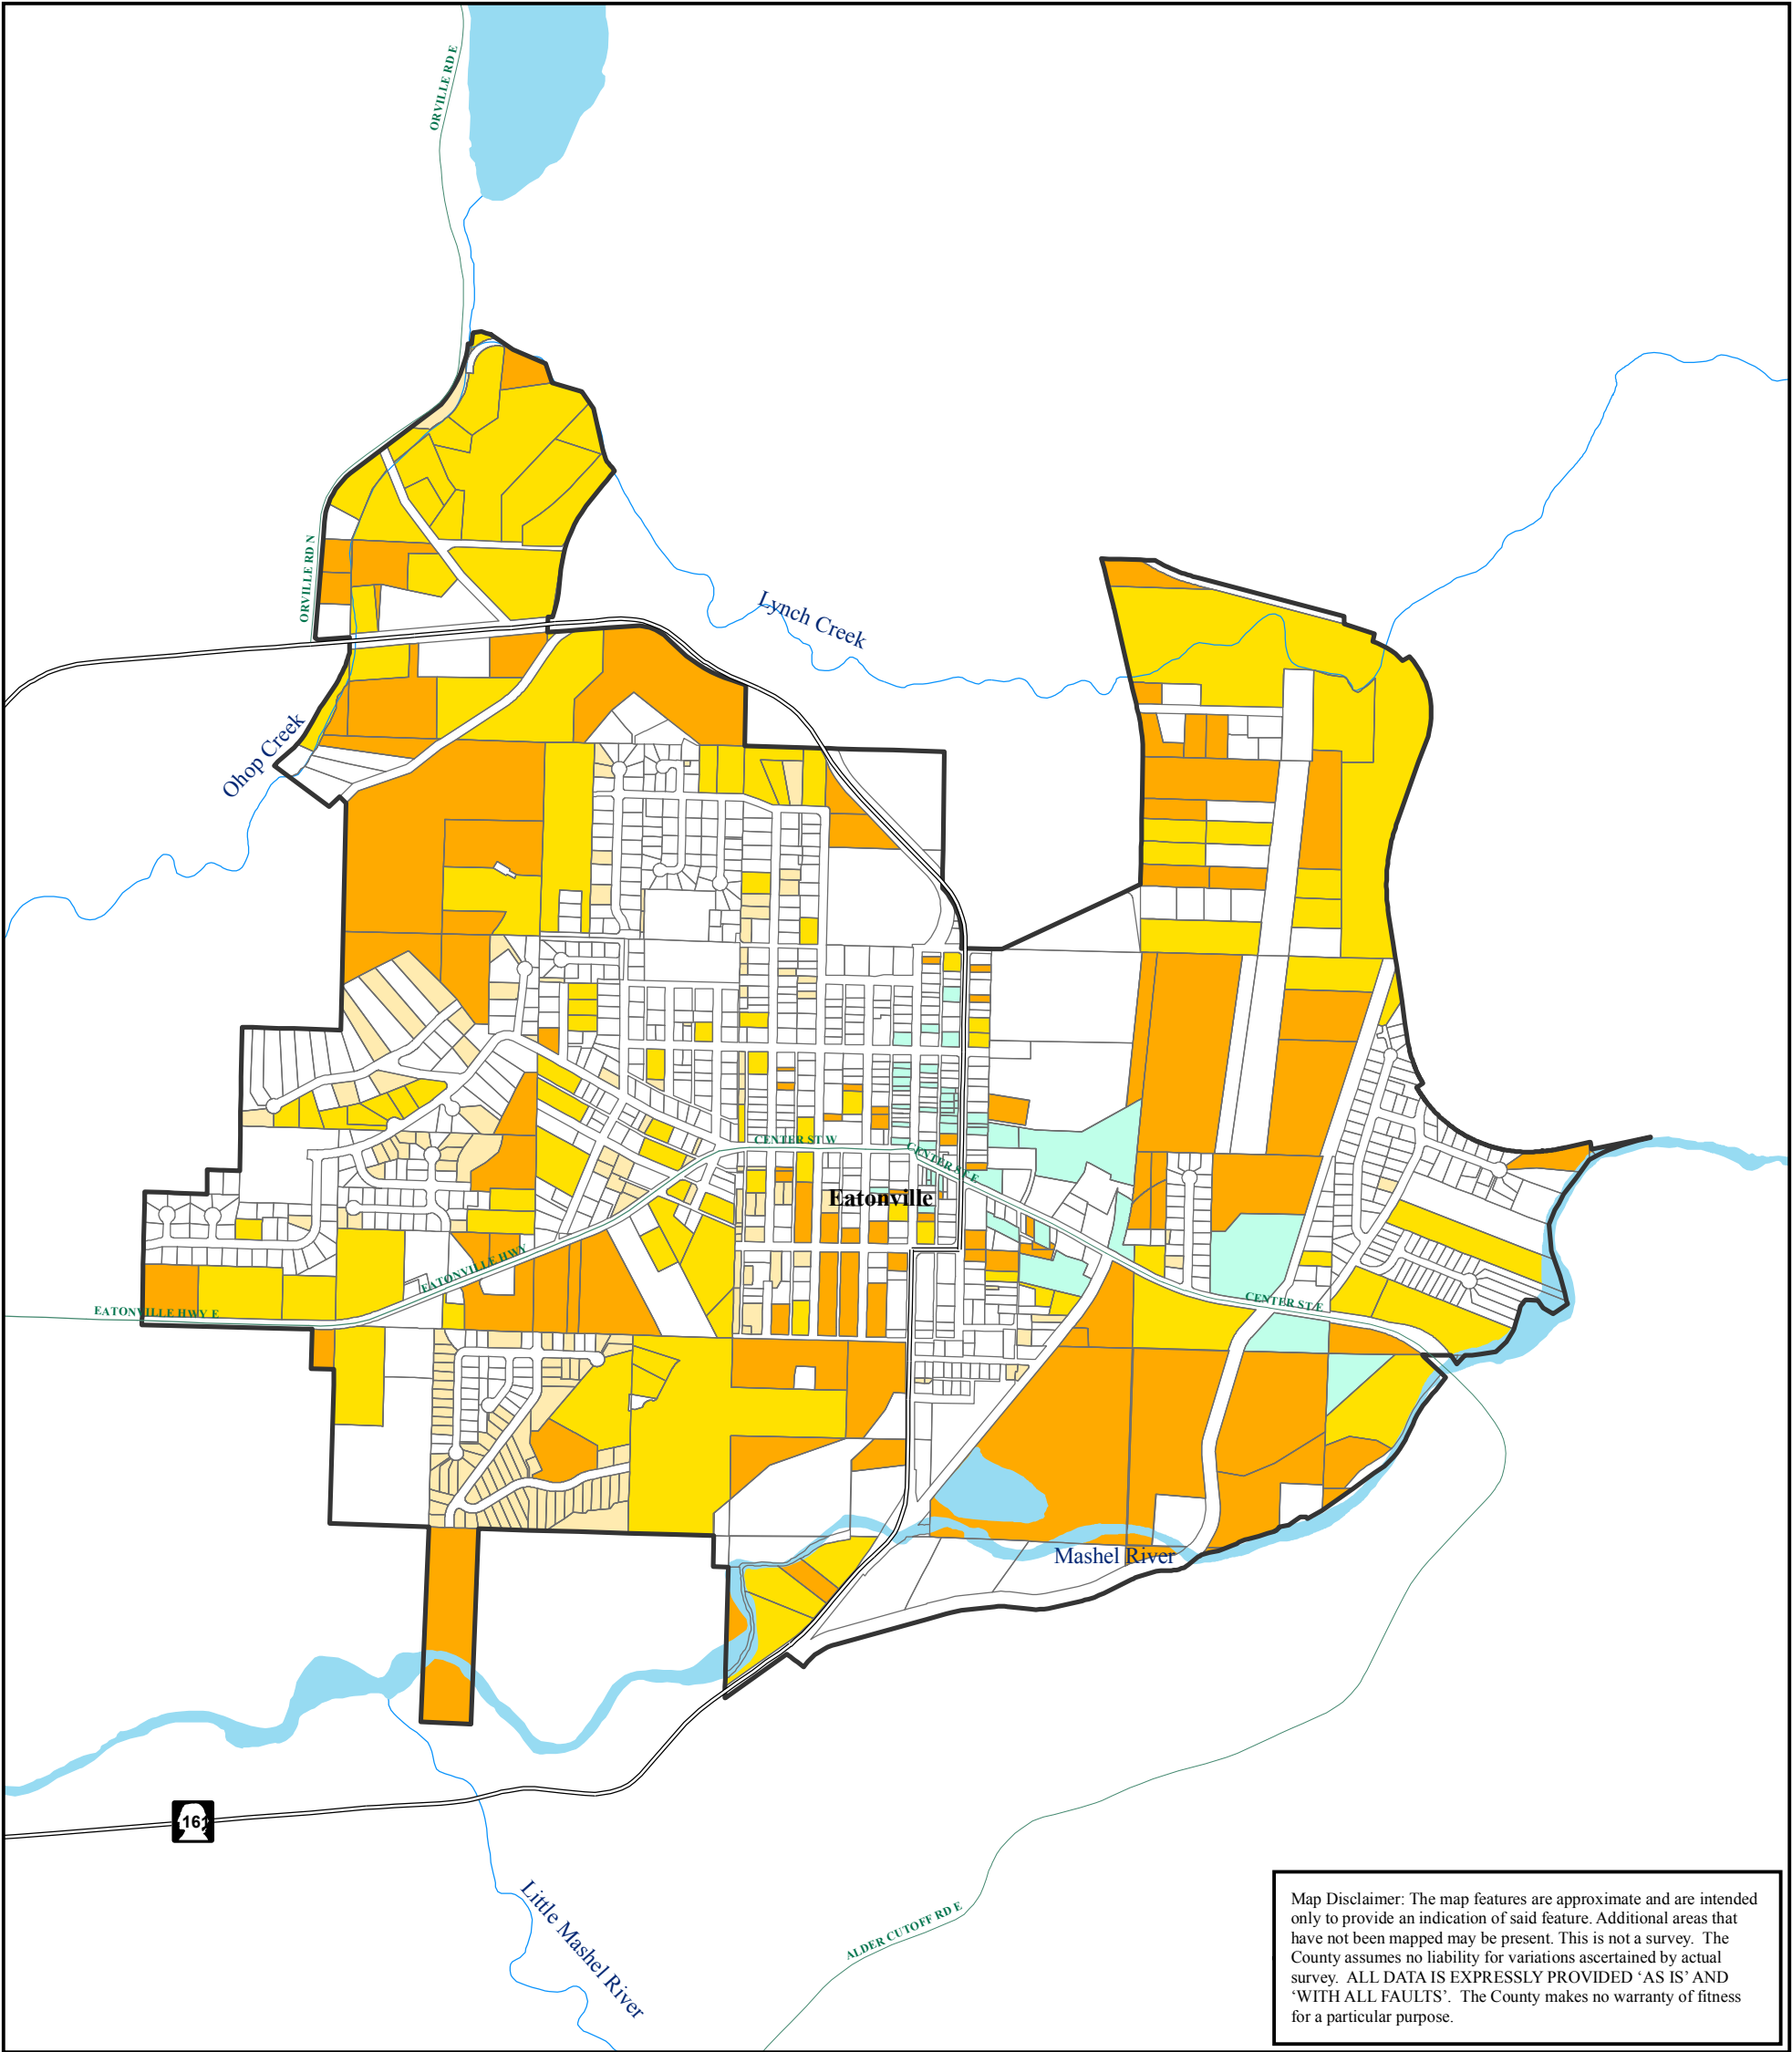 ORVILLE RD E
ORVILLE RD N
Lynch Creek
Ohop Creek
CENTER ST W
CENTER ST E
Eatonville
EATONVILLE HWY
EATONVILLE HWY E
CENTER ST E
Mashel River
161
Little Mashel River
ALDER CUTOFF RD E
Map Disclaimer: The map features are approximate and are intended
only to provide an indication of said feature. Additional areas that
have not been mapped may be present. This is not a survey.  The
County assumes no liability for variations ascertained by actual
survey.  ALL DATA IS EXPRESSLY PROVIDED ‘AS IS’ AND
‘WITH ALL FAULTS’.  The County makes no warranty of fitness
for a particular purpose.